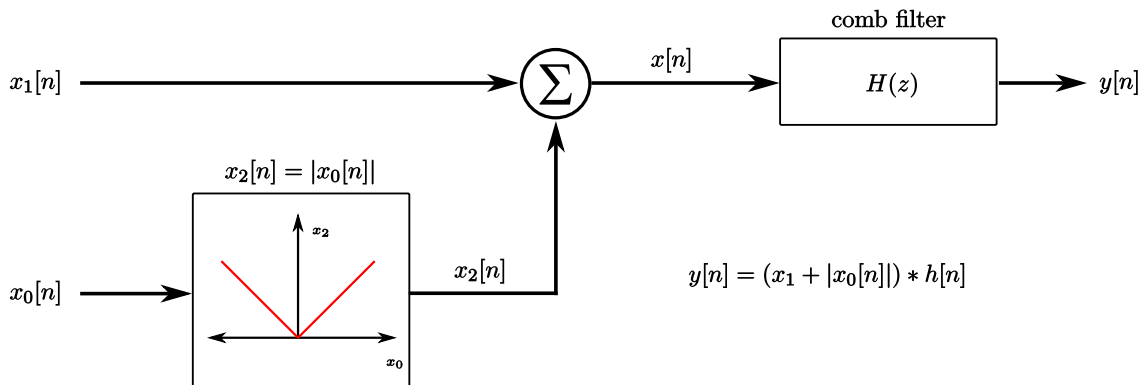 comb filter
x₁[n]
x[n]
H(z)
y[n]
∑
x₂[n] = |x₀[n]|
x₂
x₂[n]
x₀[n]
x₀
y[n] = (x₁ + |x₀[n]|) ∗ h[n]